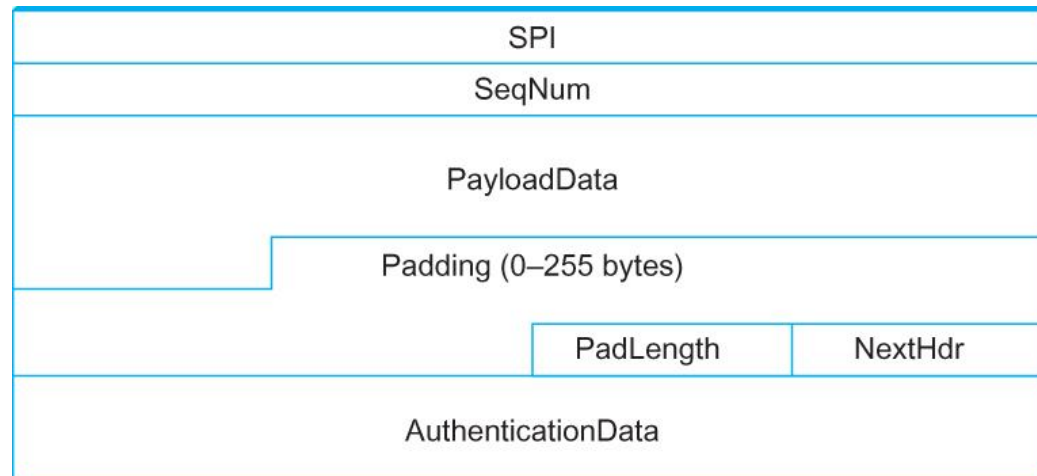 SPI
SeqNum
PayloadData
Padding (0–255 bytes)
PadLength NextHdr
AuthenticationData